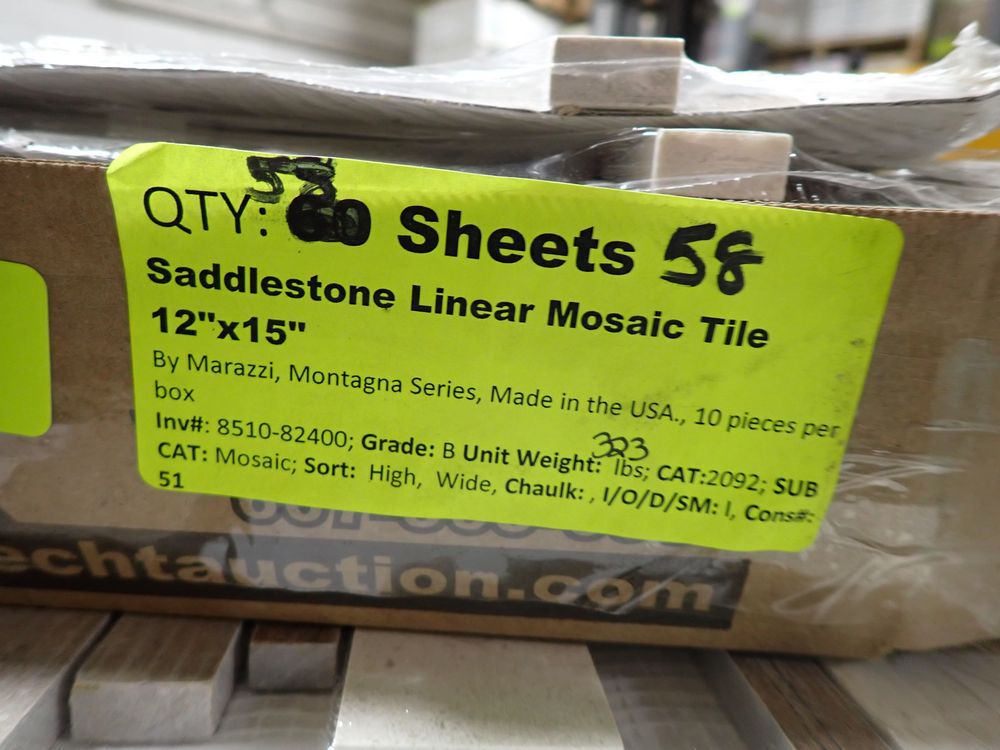 QTY: 58 60 Sheets 58
Saddlestone Linear Mosaic Tile
12"x15"
By Marazzi, Montagna Series, Made in the USA., 10 pieces per
box
Inv#: 8510-82400; Grade: B Unit Weight: 323 lbs; CAT:2092; SUB
CAT: Mosaic; Sort: High, Wide, Chaulk: , I/O/D/SM: I, Cons#:
51
echtauction.com